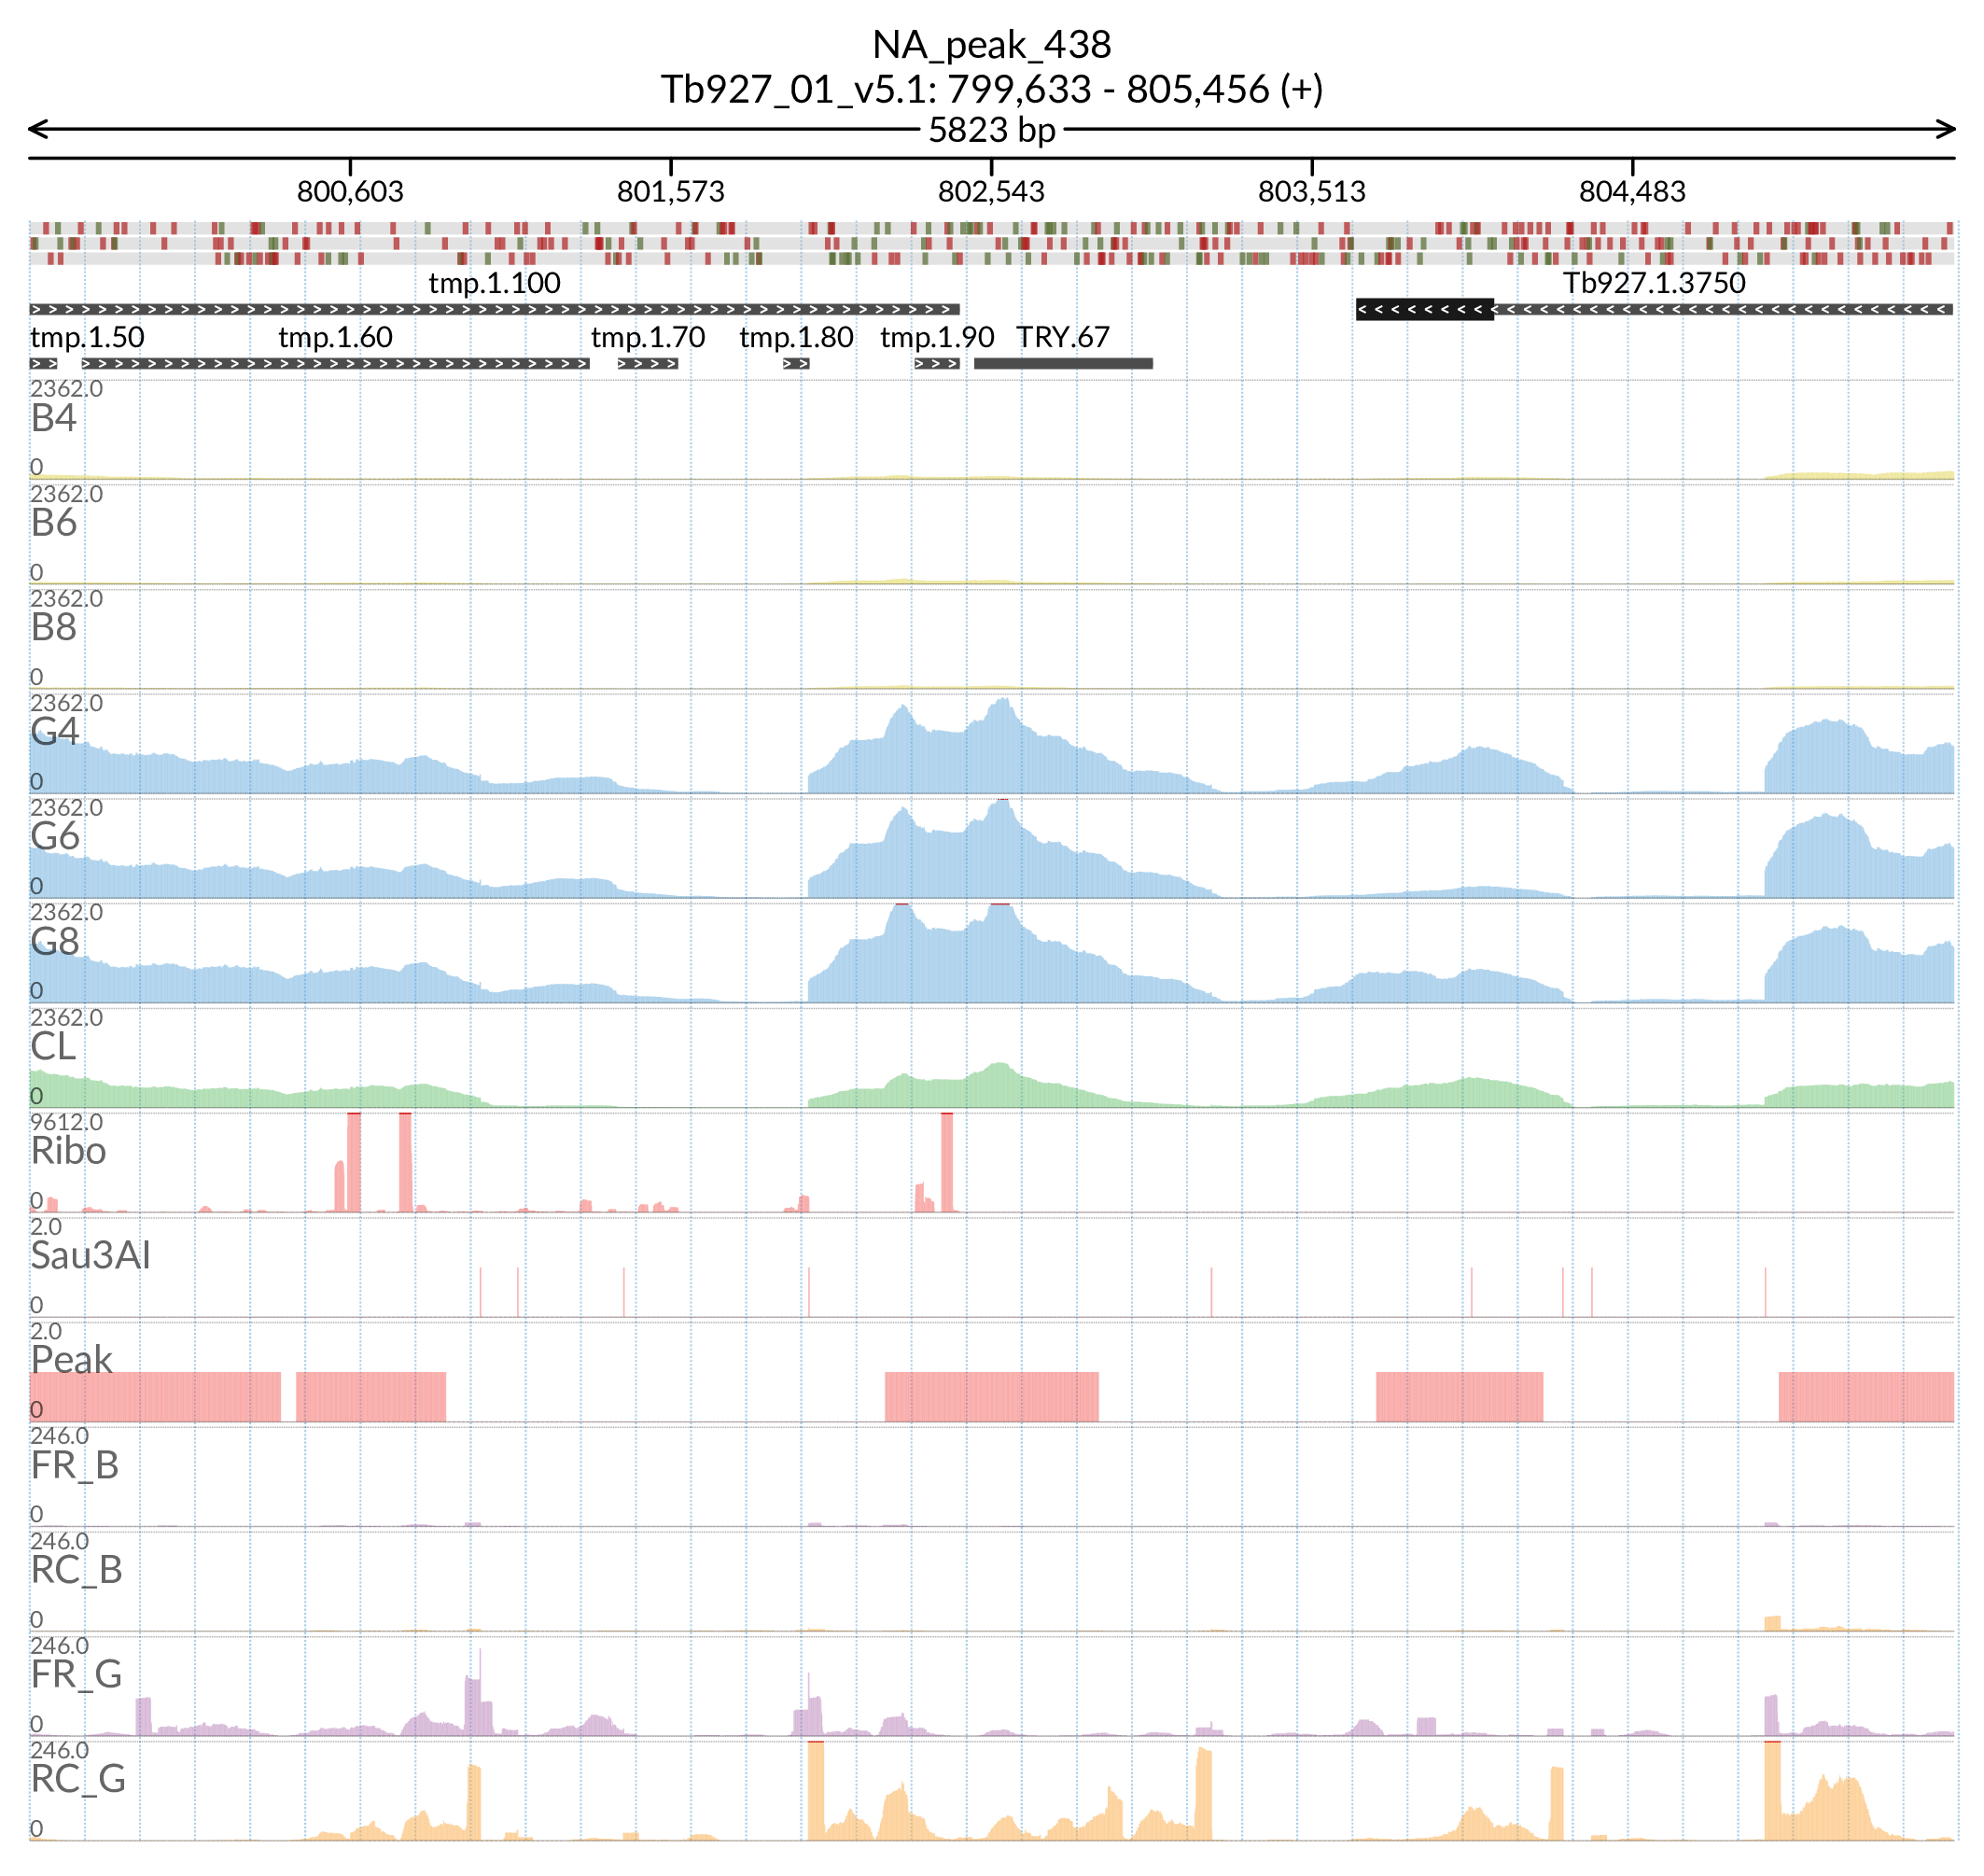 NA_peak_438
Tb927_01_v5.1: 799,633 - 805,456 (+)
5823 bp
800,603 801,573 802,543 803,513 804,483
tmp.1.100 Tb927.1.3750
tmp.1.50 tmp.1.60 tmp.1.70 tmp.1.80 tmp.1.90 TRY.67
2362.0
B4
0
2362.0
B6
0
2362.0
B8
0
2362.0
G4
0
2362.0
G6
0
2362.0
G8
0
2362.0
CL
0
9612.0
Ribo
0
2.0
Sau3AI
0
2.0
Peak
0
246.0
FR_B
0
246.0
RC_B
0
246.0
FR_G
0
246.0
RC_G
0